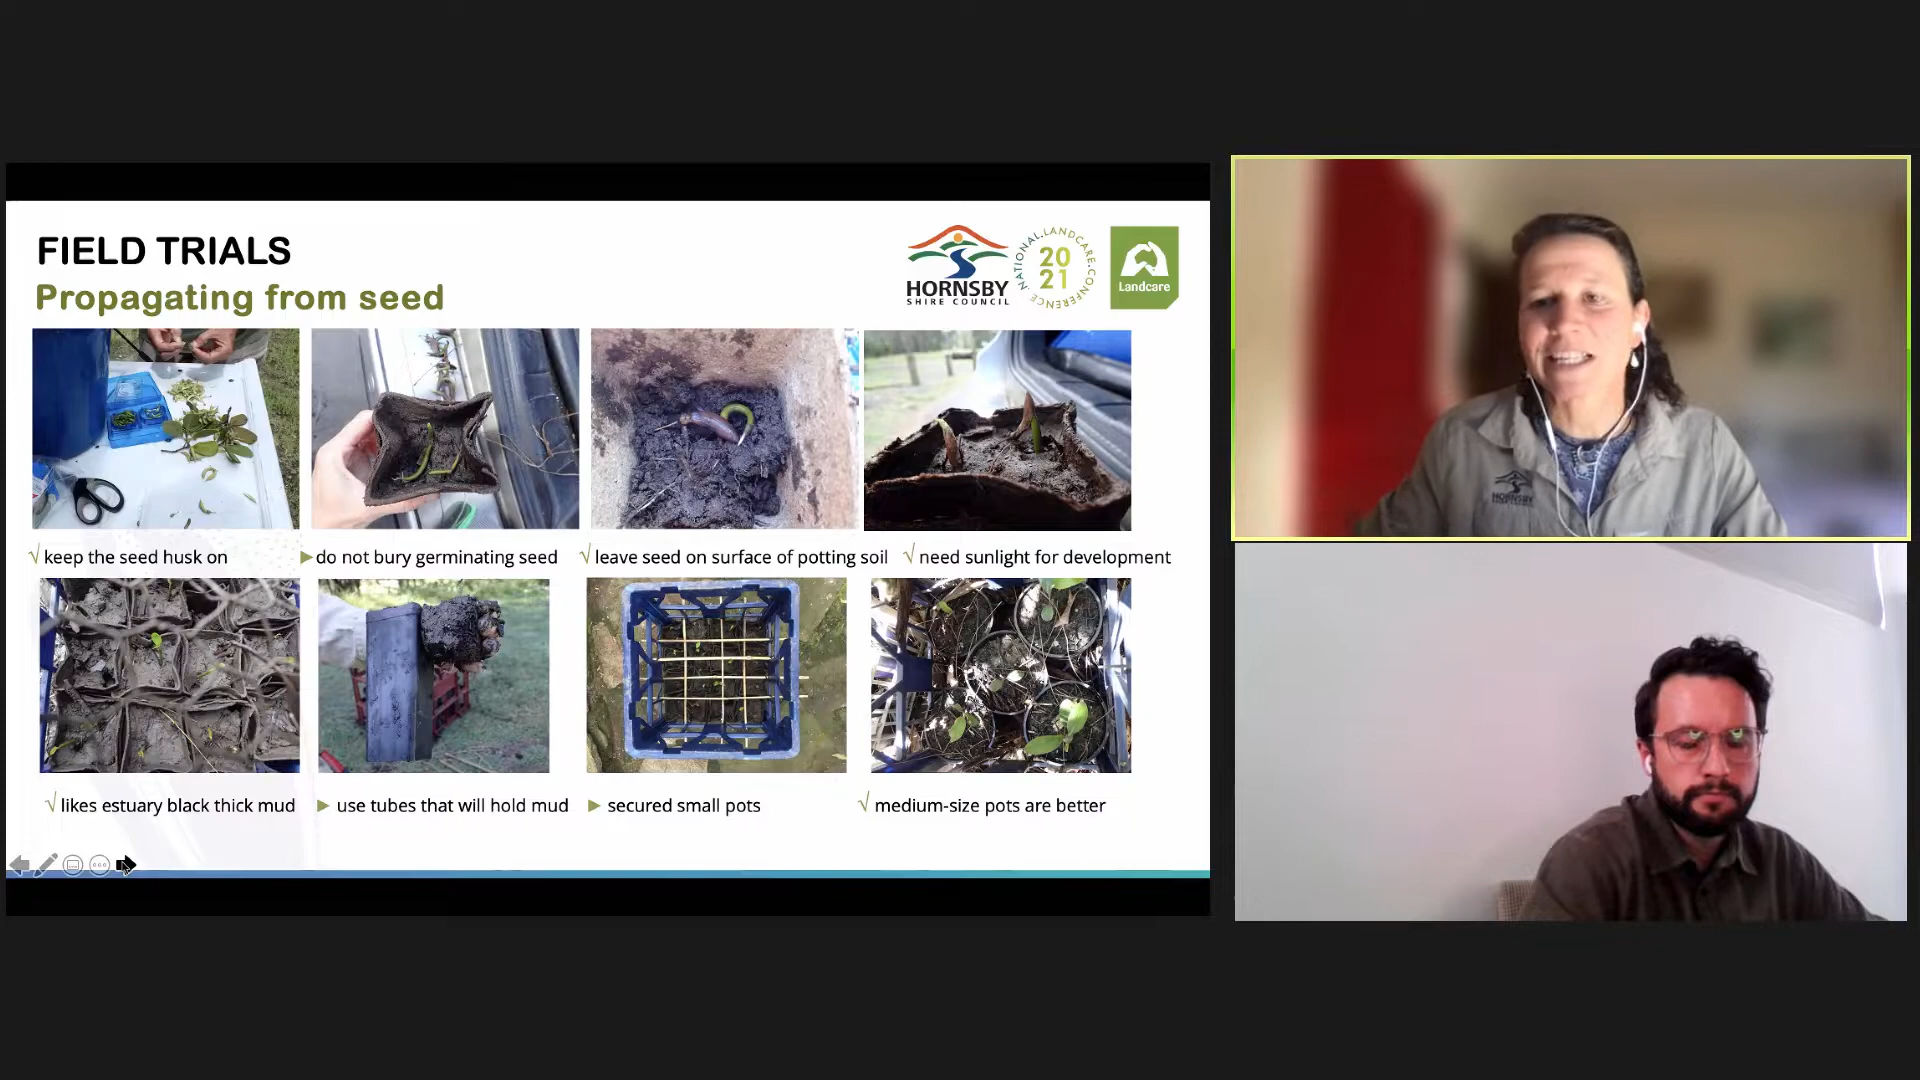 FIELD TRIALS
Propagating from seed
HORNSBY
SHIRE COUNCIL
NATIONAL.LANDCARE.CONFERENCE
20
21
Landcare
√ keep the seed husk on
▶ do not bury germinating seed
√ leave seed on surface of potting soil
√ need sunlight for development
√ likes estuary black thick mud
▶ use tubes that will hold mud
▶ secured small pots
√ medium-size pots are better
HORNSBY